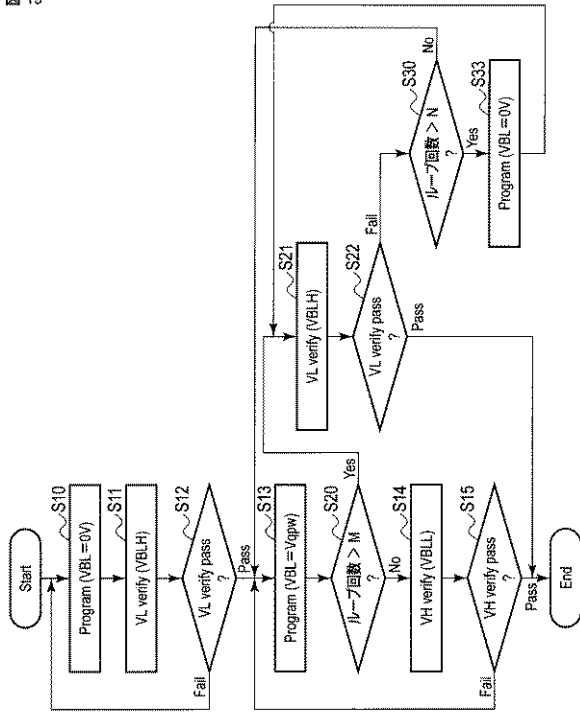 図 19
Start
S10
Program (VBL=0V)
S11
VL verify (VBLH)
S12
VL verify pass
?
Fail
Pass
S13
Program (VBL=Vqpw)
S20
ループ回数 > M
?
Yes
No
S14
VH verify (VBLL)
S15
VH verify pass
?
Fail
Pass
End
S21
VL verify (VBLH)
S22
VL verify pass
?
Fail
Pass
S30
ループ回数 > N
?
No
Yes
S33
Program (VBL=0V)